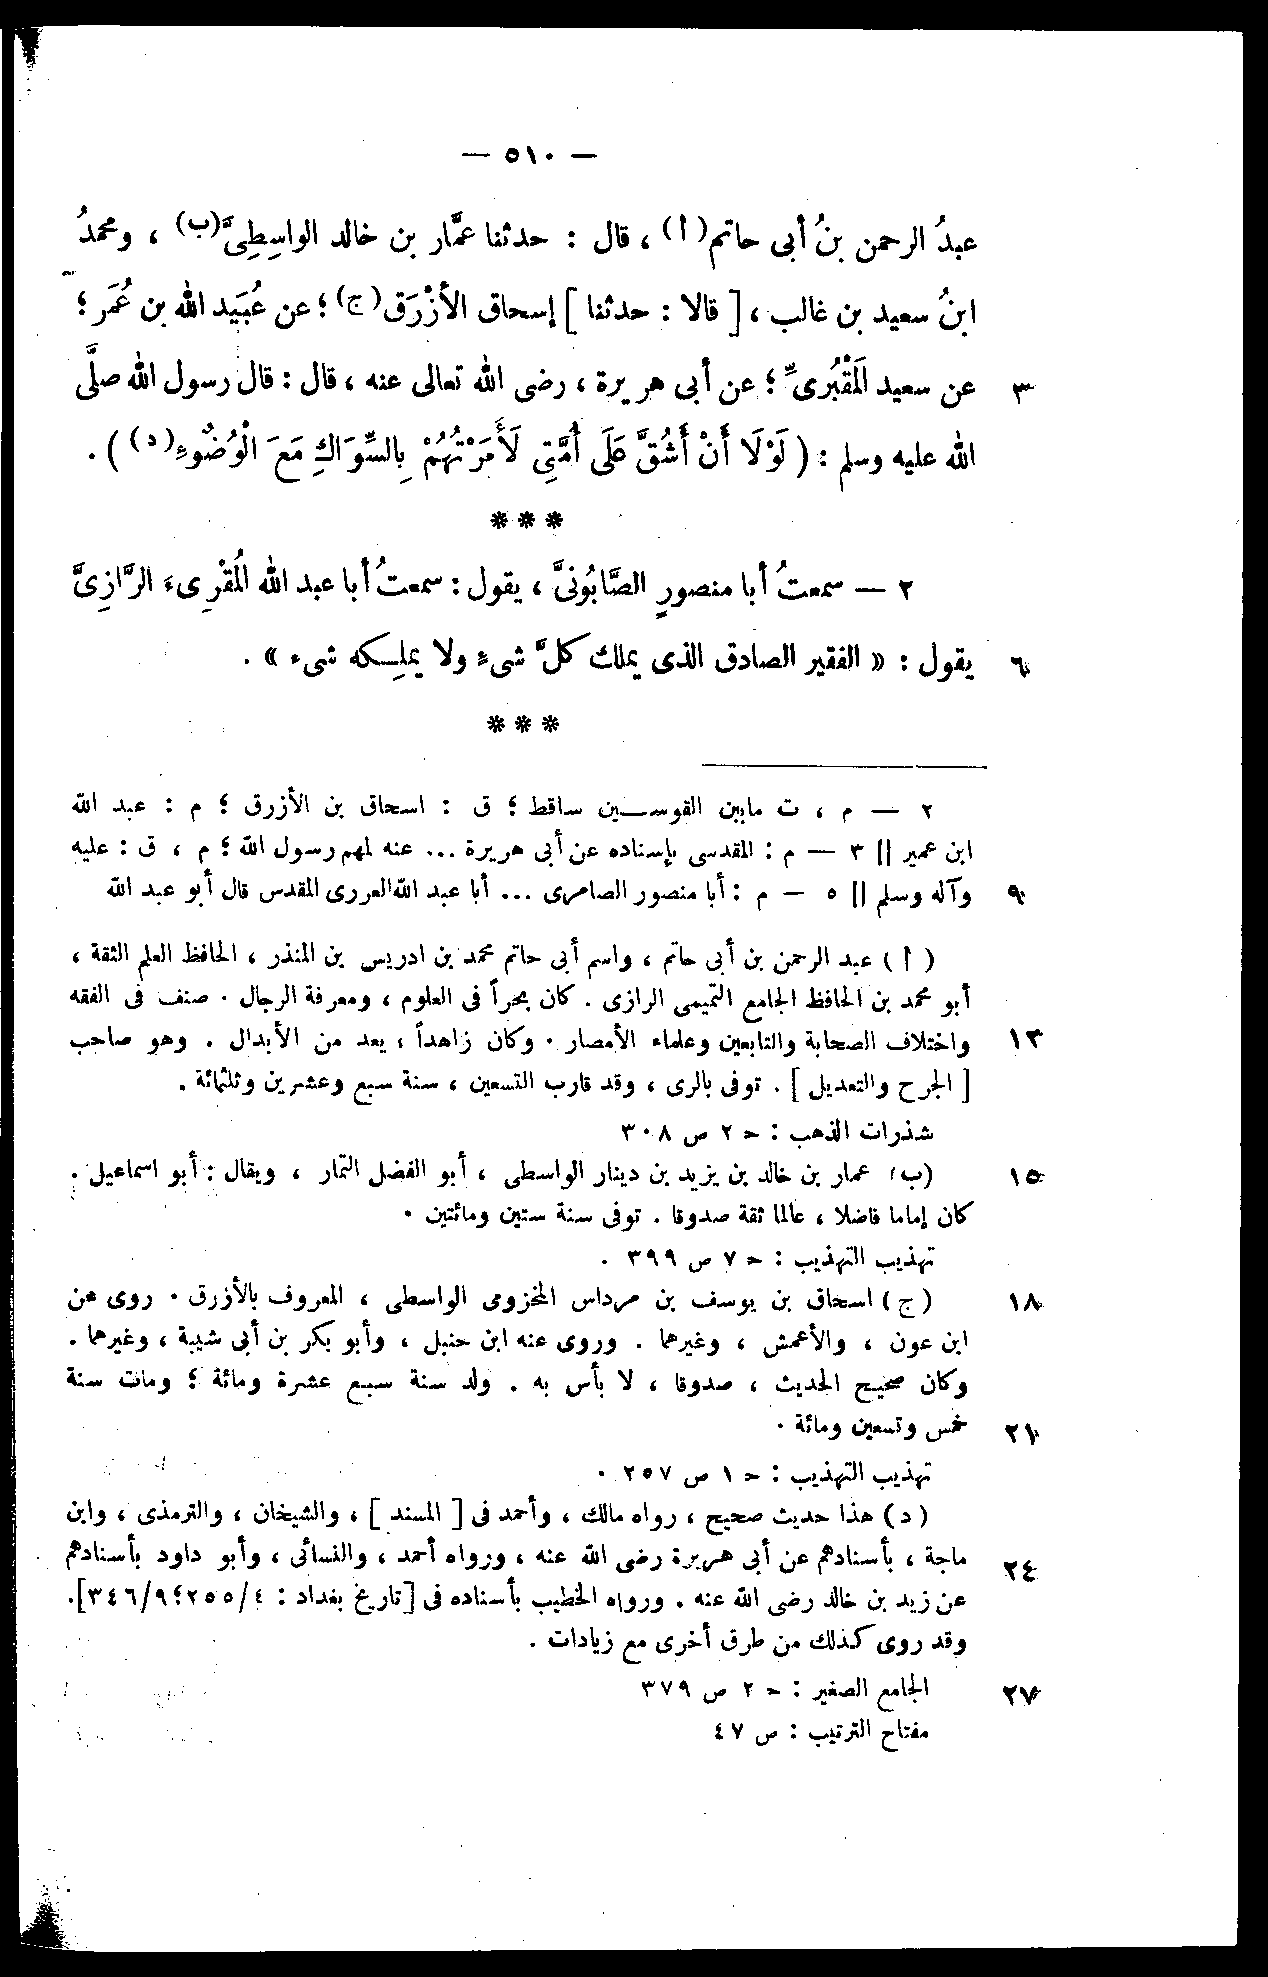 — ٥١٠ —
عبدُ الرحمن بنُ أبى حاتم(أ) ، قال : حدثنا عمَّار بن خالد الواسِطِىَّ(ب) ، ومحمدُ
ابنُ سعيد بن غالب ، [ قالا : حدثنا ] إسحاق الأَزْرَق(ج) ؛ عن عُبَيد الله بن عُمَر ؛
٣ عن سعيد المَقْبُرىِّ ؛ عن أبى هريرة ، رضى الله تعالى عنه ، قال : قال رسول الله صلَّى
الله عليه وسلم : ( لَوْلَا أَنْ أَشُقَّ عَلَى أُمَّتِى لَأَمَرْتُهُمْ بِالسِّوَاكِ مَعَ الْوُضُوءِ(د) ) .
***
٢ — سمعتُ أبا منصورٍ الصَّابُونىَّ ، يقول : سمعتُ أبا عبد الله المُقْرِىءَ الرَّازِىَّ
٦ يقول : « الفقير الصادق الذى يملك كلَّ شىءٍ ولا يملِكه شىء » .
***
٢ — م ، ت مابين القوسين ساقط ؛ ق : اسحاق بن الأزرق ؛ م : عبد الله
ابن عمير || ٣ — م : المقدسى بإسناده عن أبى هريرة ... عنه لهم رسول الله ؛ م ، ق : عليه
٩ وآله وسلم || ٥ — م : أبا منصور الصامرى ... أبا عبد الله العررى المقدس قال أبو عبد الله
( أ ) عبد الرحمن بن أبى حاتم ، واسم أبى حاتم محمد بن ادريس بن المنذر ، الحافظ العلم الثقة ،
أبو محمد بن الحافظ الجامع التميمى الرازى . كان بحراً فى العلوم ، ومعرفة الرجال . صنف فى الفقه
١٣ واختلاف الصحابة والتابعين وعلماء الأمصار . وكان زاهداً ، يعد من الأبدال . وهو صاحب
[ الجرح والتعديل ] . توفى بالرى ، وقد قارب التسعين ، سنة سبع وعشرين وثلثمائة .
شذرات الذهب : ح ٢ ص ٣٠٨
١٥ (ب) عمار بن خالد بن يزيد بن دينار الواسطى ، أبو الفضل التمار ، ويقال : أبو اسماعيل .
كان إماما فاضلا ، عالما ثقة صدوقا . توفى سنة ستين ومائتين .
تهذيب التهذيب : ح ٧ ص ٣٩٩ .
١٨ (ج) اسحاق بن يوسف بن مرداس المخزومى الواسطى ، المعروف بالأزرق . روى عن
ابن عون ، والأعمش ، وغيرهما . وروى عنه ابن حنبل ، وأبو بكر بن أبى شيبة ، وغيرهما .
وكان صحيح الحديث ، صدوقا ، لا بأس به . ولد سنة سبع عشرة ومائة ؛ ومات سنة
٢١ خمس وتسعين ومائة .
تهذيب التهذيب : ح ١ ص ٢٥٧ .
(د) هذا حديث صحيح ، رواه مالك ، وأحمد فى [ المسند ] ، والشيخان ، والترمذى ، وابن
٢٤ ماجة ، بأسنادهم عن أبى هريرة رضى الله عنه ، ورواه أحمد ، والنسائى ، وأبو داود بأسنادهم
عن زيد بن خالد رضى الله عنه . ورواه الخطيب بأسناده فى [تاريخ بغداد : ٢٥٥/٤؛ ٣٤٦/٩].
وقد روى كذلك من طرق أخرى مع زيادات .
٢٧ الجامع الصغير : ح ٢ ص ٣٧٩
مفتاح الترتيب : ص ٤٧